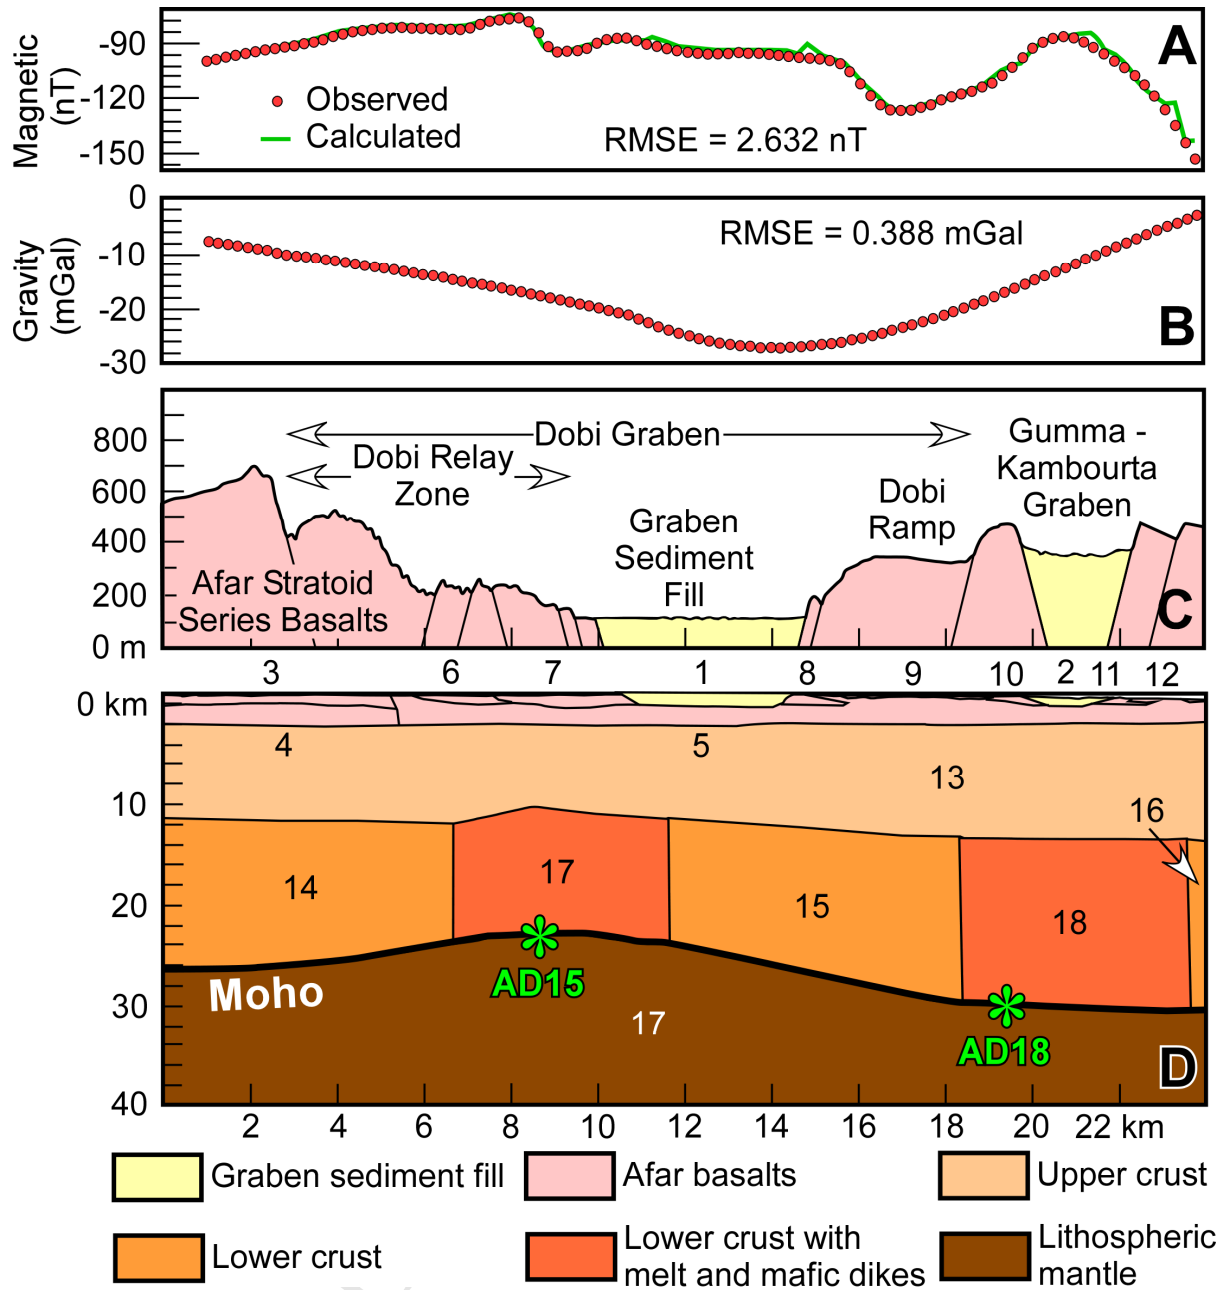 Magnetic
(nT)
-90
-120
-150
Observed
Calculated
RMSE = 2.632 nT
A
Gravity
(mGal)
0
-10
-20
-30
RMSE = 0.388 mGal
B
800
600
400
200
0 m
Dobi Graben
Dobi Relay
Zone
Graben
Sediment
Fill
Dobi
Ramp
Gumma -
Kambourta
Graben
Afar Stratoid
Series Basalts
C
3 6 7 1 8 9 10 2 11 12
0 km
10
20
30
40
4
5
13
16
14
17
15
18
Moho
AD15
17
AD18
D
2 4 6 8 10 12 14 16 18 20 22 km
Graben sediment fill
Afar basalts
Upper crust
Lower crust
Lower crust with
melt and mafic dikes
Lithospheric
mantle